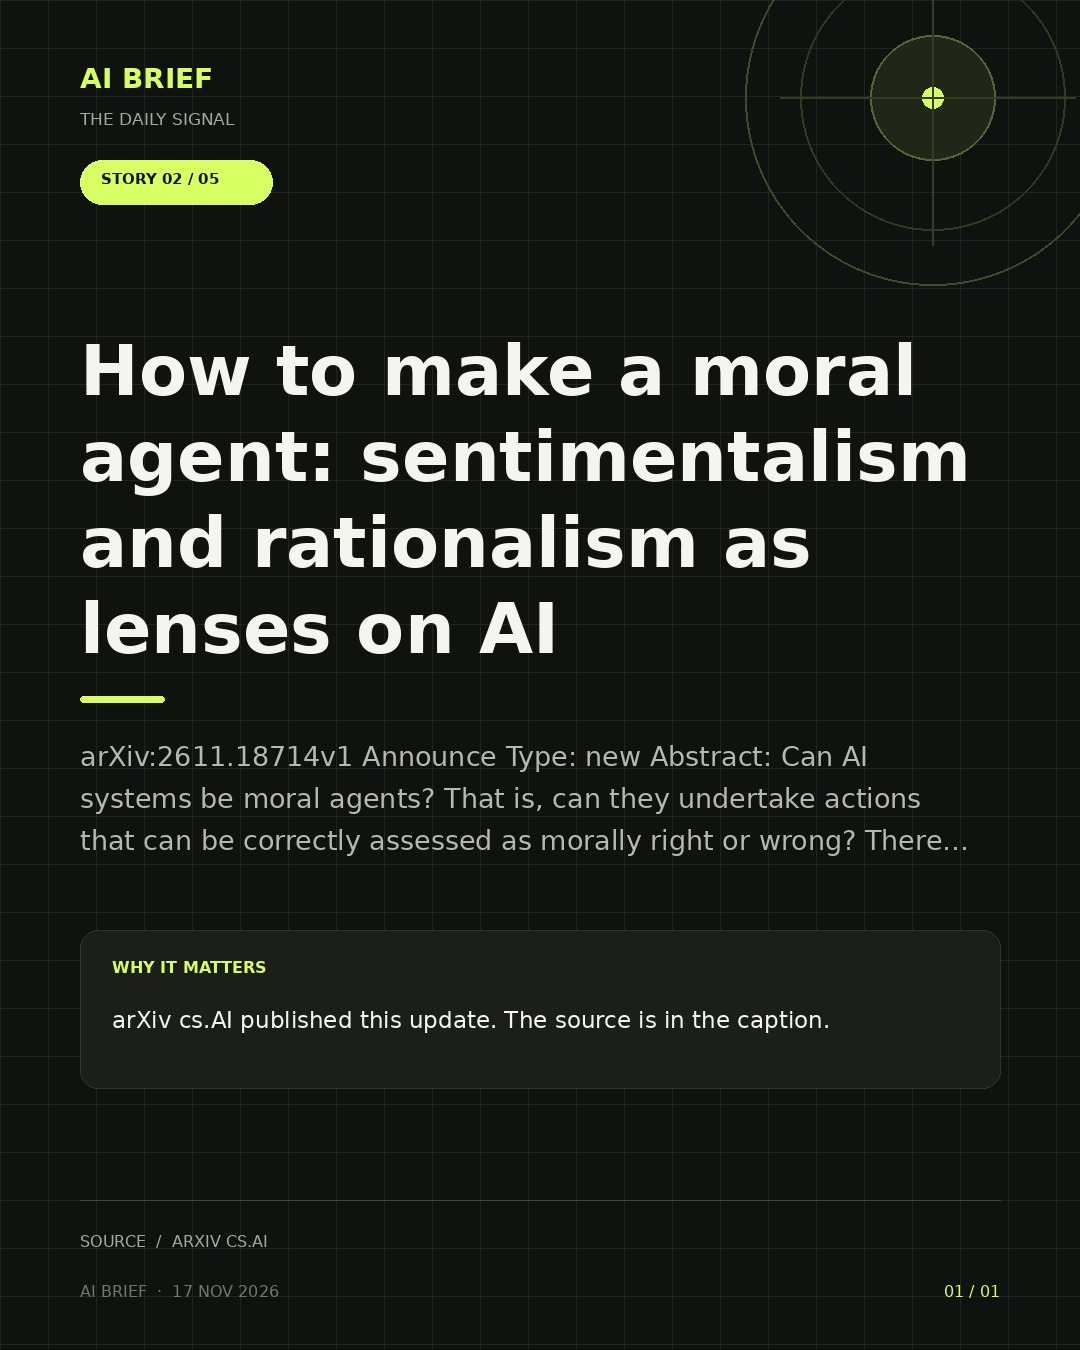 AI BRIEF
THE DAILY SIGNAL
STORY 02 / 05
How to make a moral
agent: sentimentalism
and rationalism as
lenses on AI
arXiv:2611.18714v1 Announce Type: new Abstract: Can AI
systems be moral agents? That is, can they undertake actions
that can be correctly assessed as morally right or wrong? There...
WHY IT MATTERS
arXiv cs.AI published this update. The source is in the caption.
SOURCE / ARXIV CS.AI
AI BRIEF · 17 NOV 2026
01 / 01